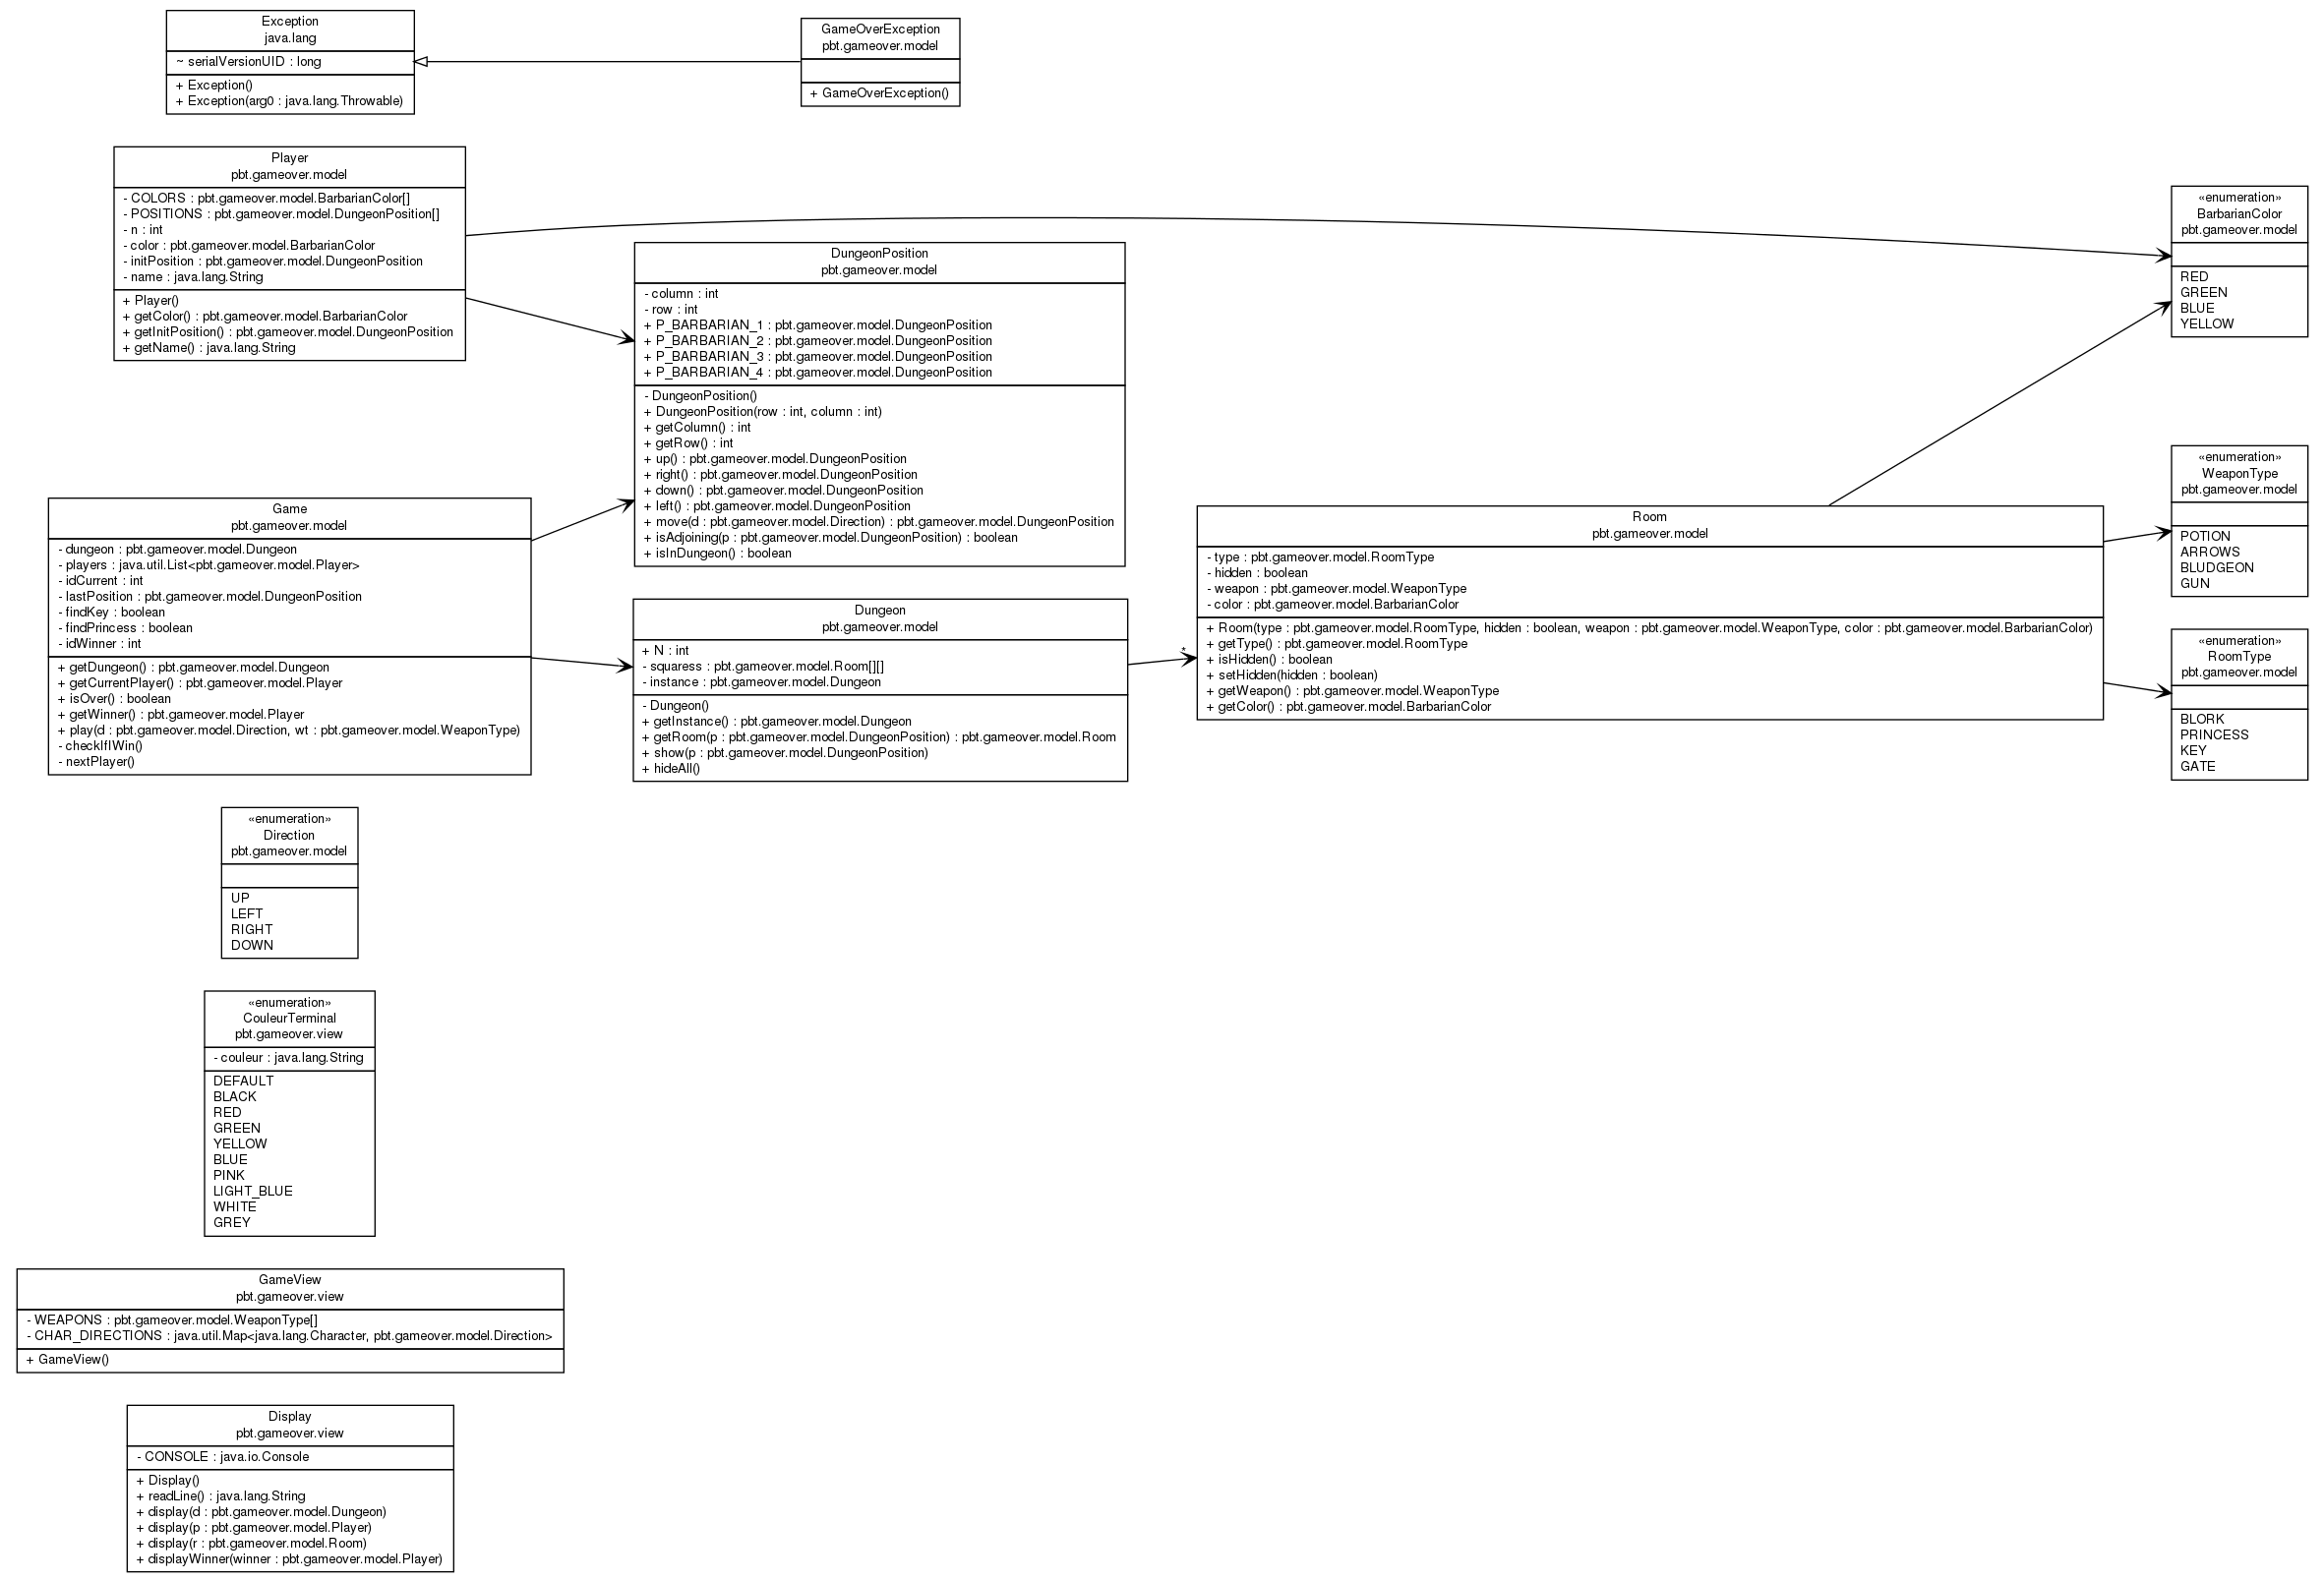 Exception
java.lang
~ serialVersionUID : long
+ Exception()
+ Exception(arg0 : java.lang.Throwable)
GameOverException
pbt.gameover.model
+ GameOverException()
Player
pbt.gameover.model
- COLORS : pbt.gameover.model.BarbarianColor[]
- POSITIONS : pbt.gameover.model.DungeonPosition[]
- n : int
- color : pbt.gameover.model.BarbarianColor
- initPosition : pbt.gameover.model.DungeonPosition
- name : java.lang.String
+ Player()
+ getColor() : pbt.gameover.model.BarbarianColor
+ getInitPosition() : pbt.gameover.model.DungeonPosition
+ getName() : java.lang.String
«enumeration»
BarbarianColor
pbt.gameover.model
RED
GREEN
BLUE
YELLOW
DungeonPosition
pbt.gameover.model
- column : int
- row : int
+ P_BARBARIAN_1 : pbt.gameover.model.DungeonPosition
+ P_BARBARIAN_2 : pbt.gameover.model.DungeonPosition
+ P_BARBARIAN_3 : pbt.gameover.model.DungeonPosition
+ P_BARBARIAN_4 : pbt.gameover.model.DungeonPosition
- DungeonPosition()
+ DungeonPosition(row : int, column : int)
+ getColumn() : int
+ getRow() : int
+ up() : pbt.gameover.model.DungeonPosition
+ right() : pbt.gameover.model.DungeonPosition
+ down() : pbt.gameover.model.DungeonPosition
+ left() : pbt.gameover.model.DungeonPosition
+ move(d : pbt.gameover.model.Direction) : pbt.gameover.model.DungeonPosition
+ isAdjoining(p : pbt.gameover.model.DungeonPosition) : boolean
+ isInDungeon() : boolean
«enumeration»
WeaponType
pbt.gameover.model
POTION
ARROWS
BLUDGEON
GUN
Game
pbt.gameover.model
- dungeon : pbt.gameover.model.Dungeon
- players : java.util.List<pbt.gameover.model.Player>
- idCurrent : int
- lastPosition : pbt.gameover.model.DungeonPosition
- findKey : boolean
- findPrincess : boolean
- idWinner : int
+ getDungeon() : pbt.gameover.model.Dungeon
+ getCurrentPlayer() : pbt.gameover.model.Player
+ isOver() : boolean
+ getWinner() : pbt.gameover.model.Player
+ play(d : pbt.gameover.model.Direction, wt : pbt.gameover.model.WeaponType)
- checkIfIWin()
- nextPlayer()
Room
pbt.gameover.model
- type : pbt.gameover.model.RoomType
- hidden : boolean
- weapon : pbt.gameover.model.WeaponType
- color : pbt.gameover.model.BarbarianColor
+ Room(type : pbt.gameover.model.RoomType, hidden : boolean, weapon : pbt.gameover.model.WeaponType, color : pbt.gameover.model.BarbarianColor)
+ getType() : pbt.gameover.model.RoomType
+ isHidden() : boolean
+ setHidden(hidden : boolean)
+ getWeapon() : pbt.gameover.model.WeaponType
+ getColor() : pbt.gameover.model.BarbarianColor
Dungeon
pbt.gameover.model
+ N : int
- squaress : pbt.gameover.model.Room[][]
- instance : pbt.gameover.model.Dungeon
- Dungeon()
+ getInstance() : pbt.gameover.model.Dungeon
+ getRoom(p : pbt.gameover.model.DungeonPosition) : pbt.gameover.model.Room
+ show(p : pbt.gameover.model.DungeonPosition)
+ hideAll()
*
«enumeration»
RoomType
pbt.gameover.model
BLORK
PRINCESS
KEY
GATE
«enumeration»
Direction
pbt.gameover.model
UP
LEFT
RIGHT
DOWN
«enumeration»
CouleurTerminal
pbt.gameover.view
- couleur : java.lang.String
DEFAULT
BLACK
RED
GREEN
YELLOW
BLUE
PINK
LIGHT_BLUE
WHITE
GREY
GameView
pbt.gameover.view
- WEAPONS : pbt.gameover.model.WeaponType[]
- CHAR_DIRECTIONS : java.util.Map<java.lang.Character, pbt.gameover.model.Direction>
+ GameView()
Display
pbt.gameover.view
- CONSOLE : java.io.Console
+ Display()
+ readLine() : java.lang.String
+ display(d : pbt.gameover.model.Dungeon)
+ display(p : pbt.gameover.model.Player)
+ display(r : pbt.gameover.model.Room)
+ displayWinner(winner : pbt.gameover.model.Player)